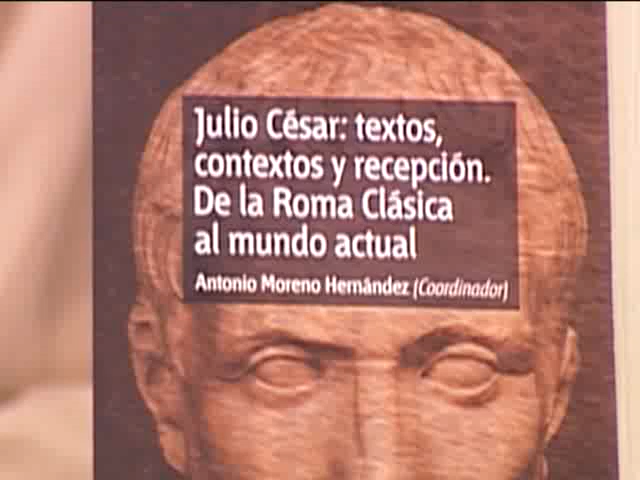 Julio César: textos,
contextos y recepción.
De la Roma Clásica
al mundo actual
Antonio Moreno Hernández (Coordinador)